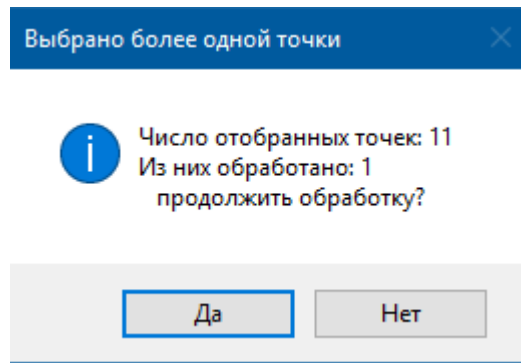 Выбрано более одной точки
Число отобранных точек: 11
Из них обработано: 1
продолжить обработку?
Да
Нет